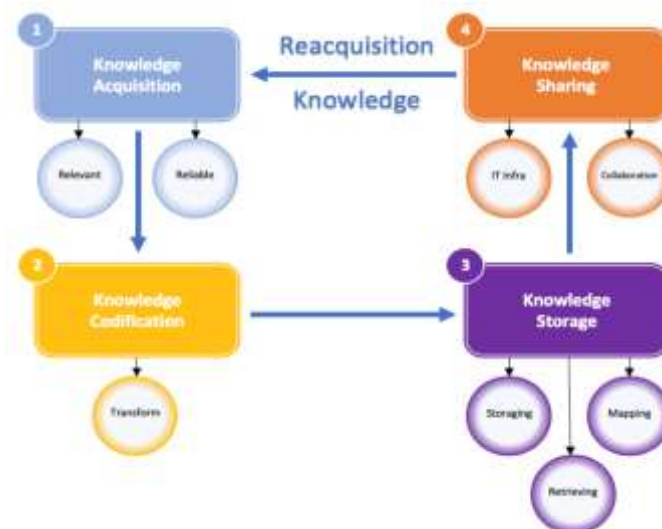 1
Knowledge
Acquisition
Relevant
Reliable
Reacquisition
Knowledge
4
Knowledge
Sharing
IT Infra
Collaboration
2
Knowledge
Codification
Transform
3
Knowledge
Storage
Storaging
Mapping
Retrieving